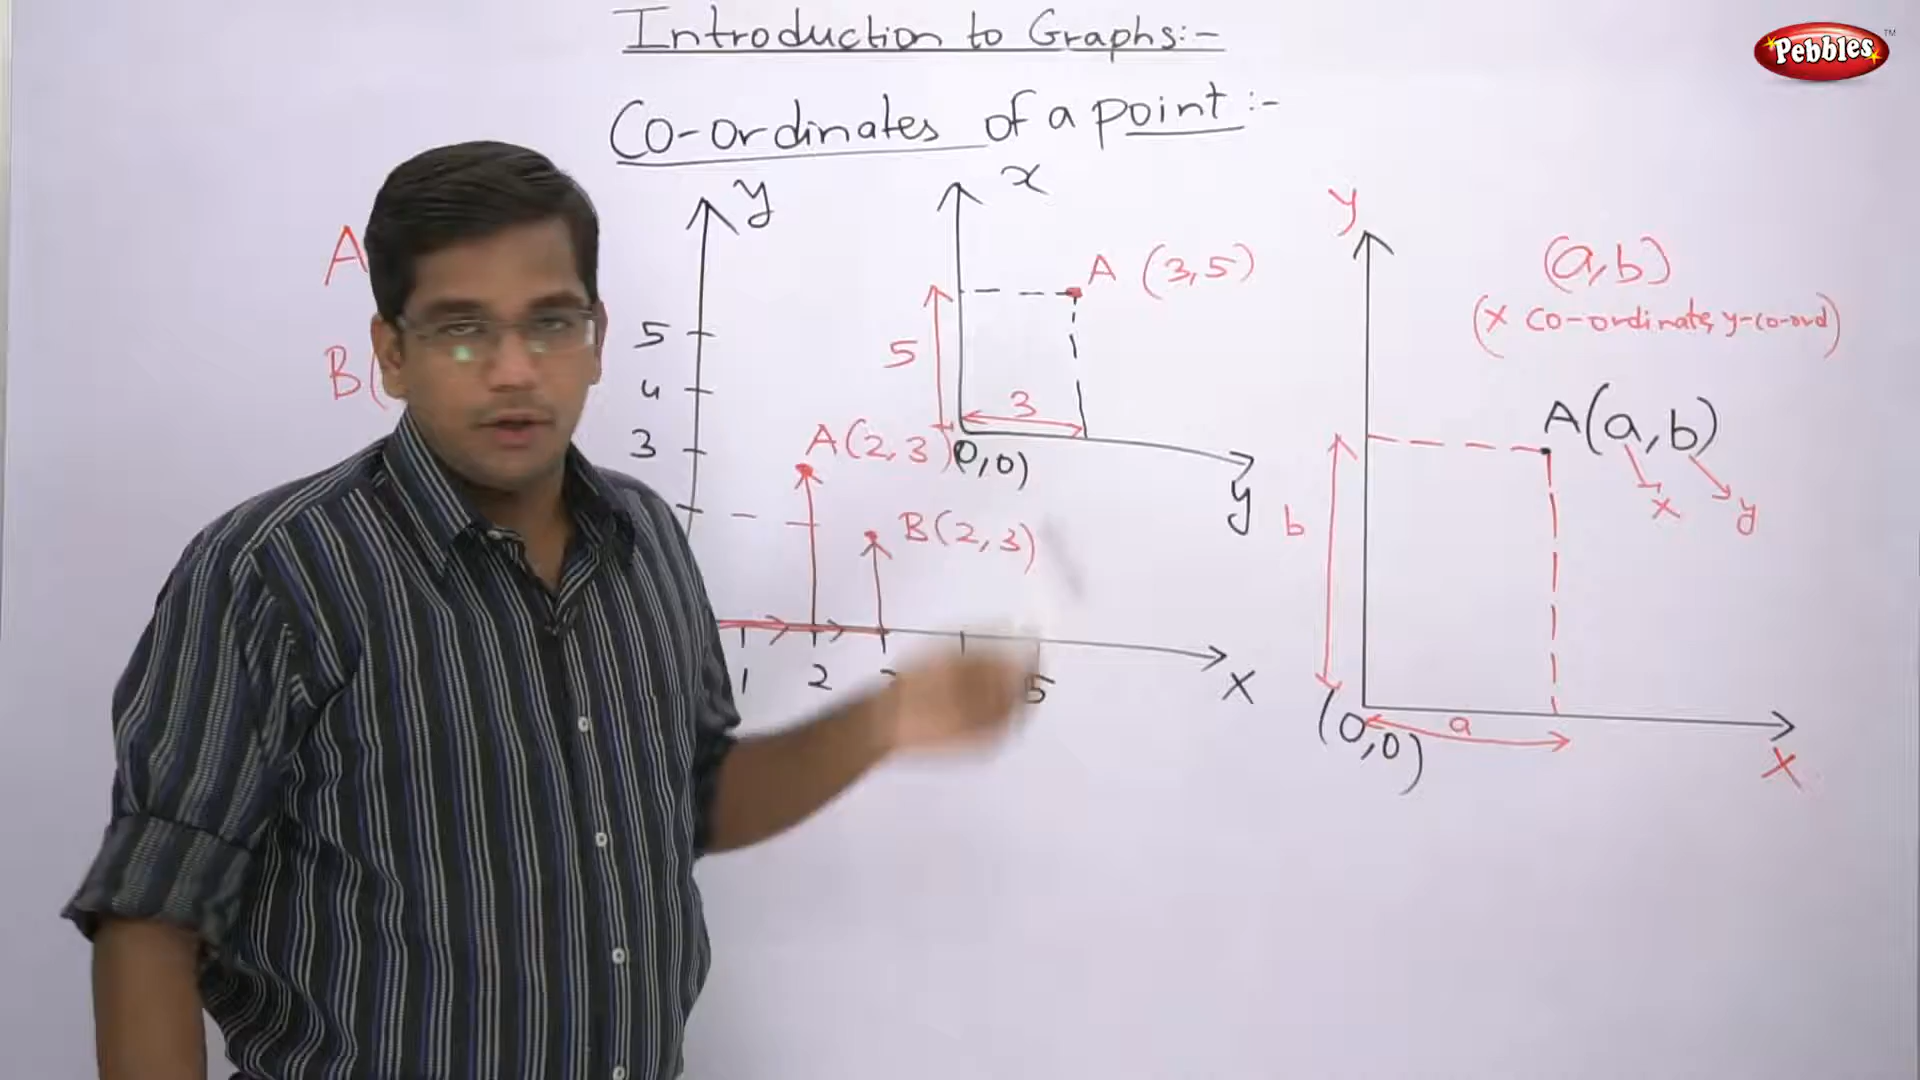 Introduction to Graphs:-
Pebbles TM
Co-ordinates of a point:-
A
B(
y
5
4
3
A(2,3)
B(2,3)
1 2 5
x
x
A (3,5)
5
3
(0,0)
y
y
(a,b)
(x co-ordinate, y-co-ord)
A(a,b)
x y
b
(0,0)
a
x